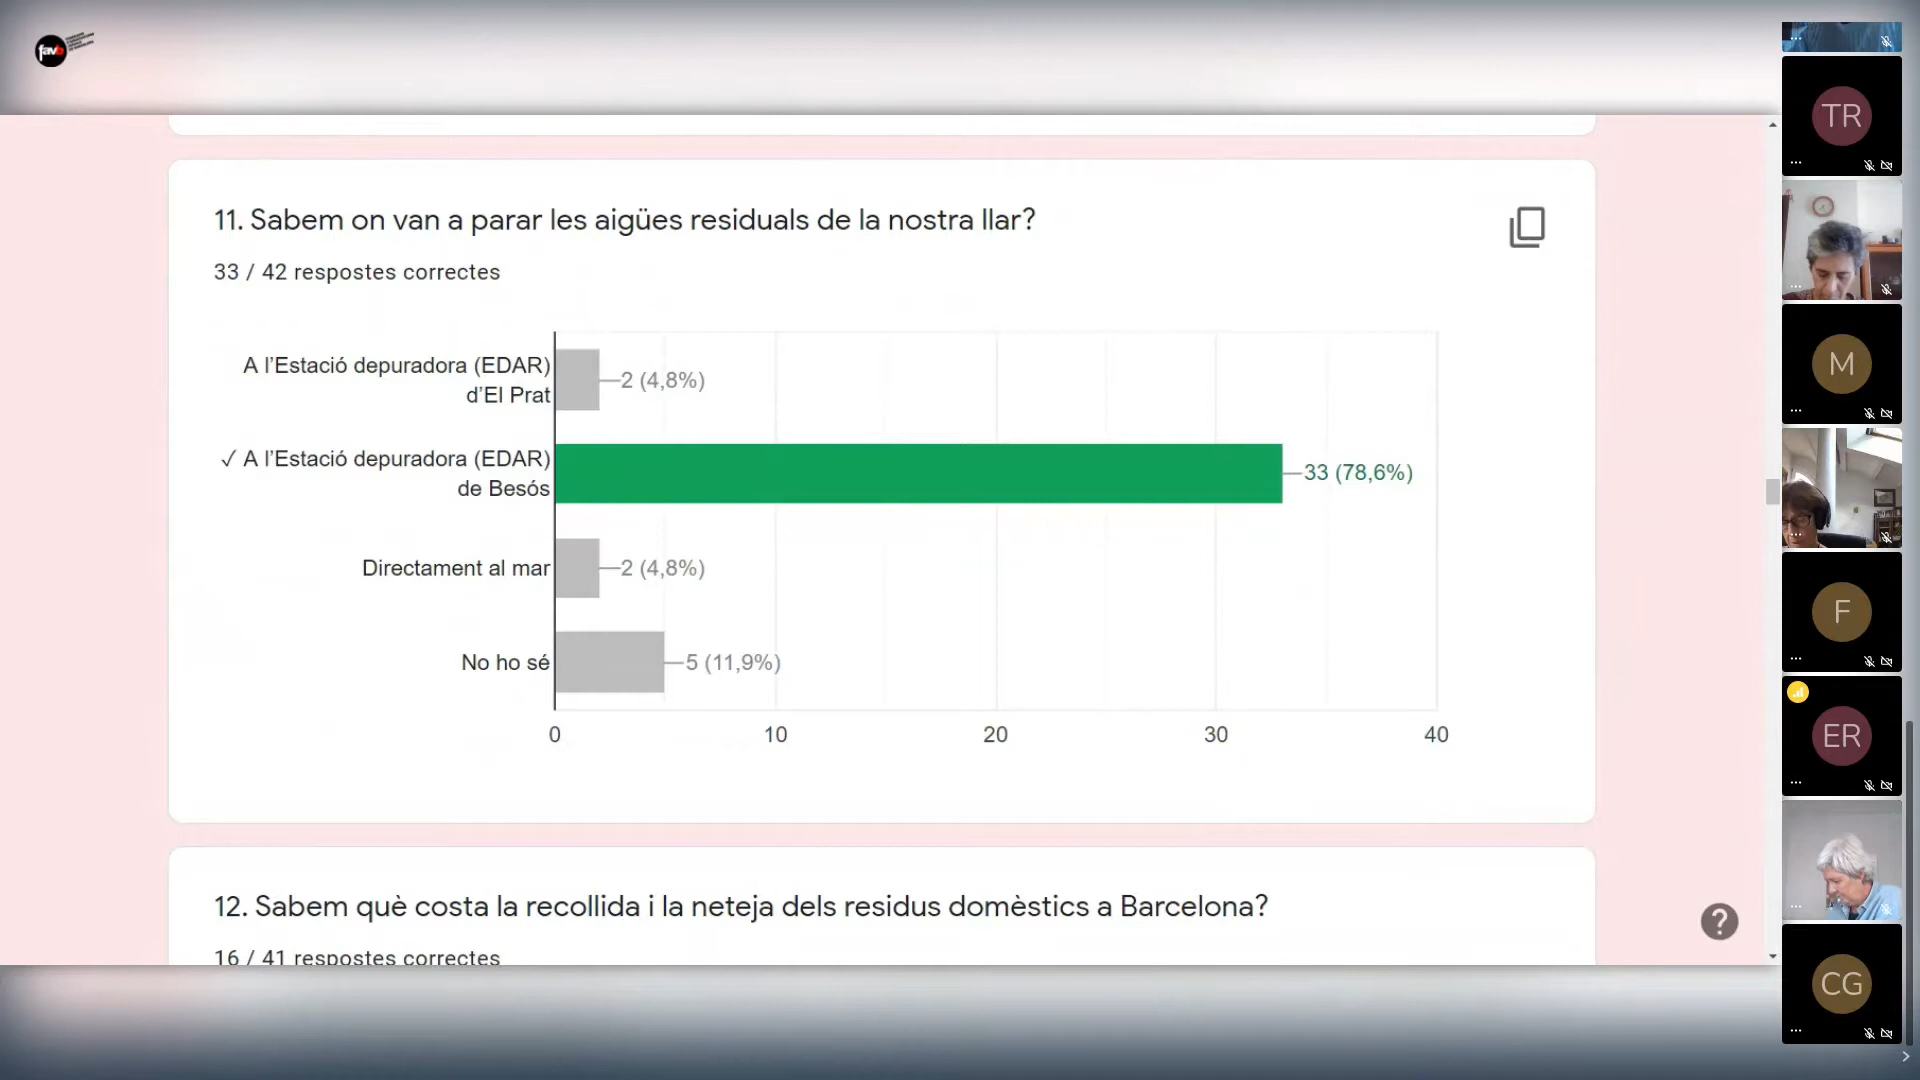 favb
11. Sabem on van a parar les aigües residuals de la nostra llar?
33 / 42 respostes correctes
A l’Estació depuradora (EDAR)
d’El Prat
2 (4,8%)
✓ A l’Estació depuradora (EDAR)
de Besós
33 (78,6%)
Directament al mar
2 (4,8%)
No ho sé
5 (11,9%)
0 10 20 30 40
12. Sabem què costa la recollida i la neteja dels residus domèstics a Barcelona?
16 / 41 respostes correctes
TR
M
F
ER
CG